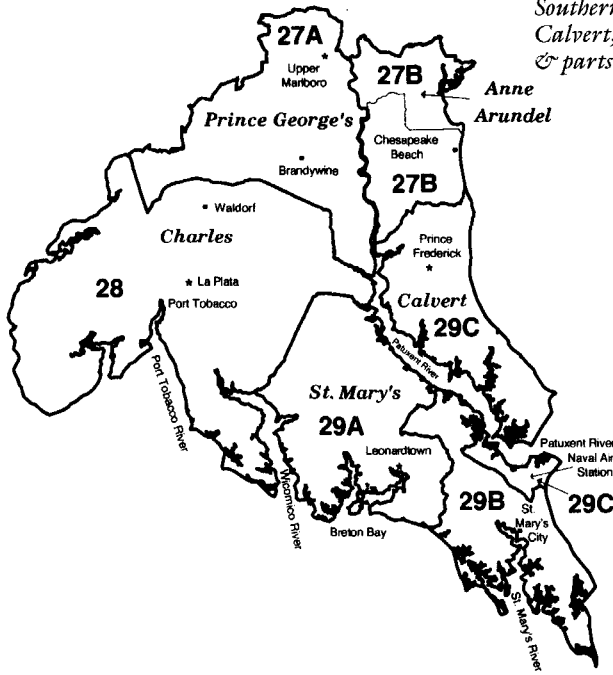 Southern
Calvert,
& parts
27A
Upper
Marlboro
27B
Anne
Arundel
Prince George's
Chesapeake
Beach
Brandywine
27B
Waldorf
Charles
Prince
Frederick
28
La Plata
Port Tobacco
Calvert
29C
Patuxent River
Port Tobacco River
St. Mary's
29A
Leonardtown
Wicomico River
Breton Bay
Patuxent River
Naval Air
Station
29B
29C
St.
Mary's
City
St. Mary's River